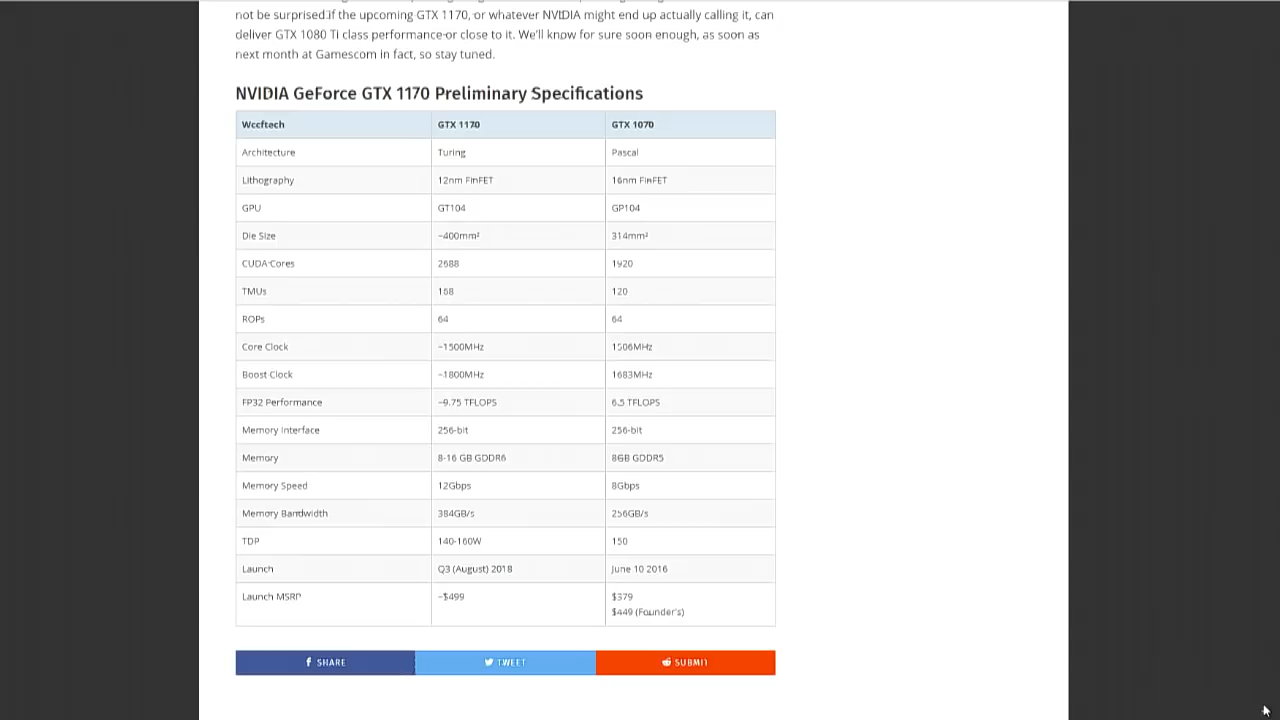 not be surprised if the upcoming GTX 1170, or whatever NVIDIA might end up actually calling it, can
deliver GTX 1080 Ti class performance or close to it. We'll know for sure soon enough, as soon as
next month at Gamescom in fact, so stay tuned.
NVIDIA GeForce GTX 1170 Preliminary Specifications
Wccftech GTX 1170 GTX 1070
Architecture Turing Pascal
Lithography 12nm FinFET 16nm FinFET
GPU GT104 GP104
Die Size ~400mm² 314mm²
CUDA Cores 2688 1920
TMUs 168 120
ROPs 64 64
Core Clock ~1500MHz 1506MHz
Boost Clock ~1800MHz 1683MHz
FP32 Performance ~9.75 TFLOPS 6.5 TFLOPS
Memory Interface 256-bit 256-bit
Memory 8-16 GB GDDR6 8GB GDDR5
Memory Speed 12Gbps 8Gbps
Memory Bandwidth 384GB/s 256GB/s
TDP 140-160W 150
Launch Q3 (August) 2018 June 10 2016
Launch MSRP ~$499 $379
$449 (Founder's)
SHARE TWEET SUBMIT